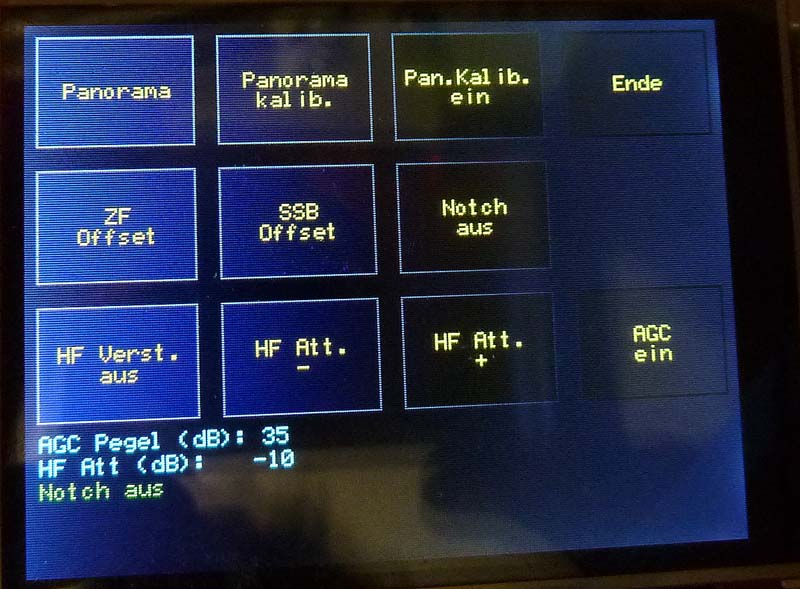 Panorama
Panorama
kalib.
Pan.Kalib.
ein
Ende
ZF
Offset
SSB
Offset
Notch
aus
HF Verst.
aus
HF Att.
-
HF Att.
+
AGC
ein
AGC Pegel (dB): 35
HF Att (dB): -10
Notch aus